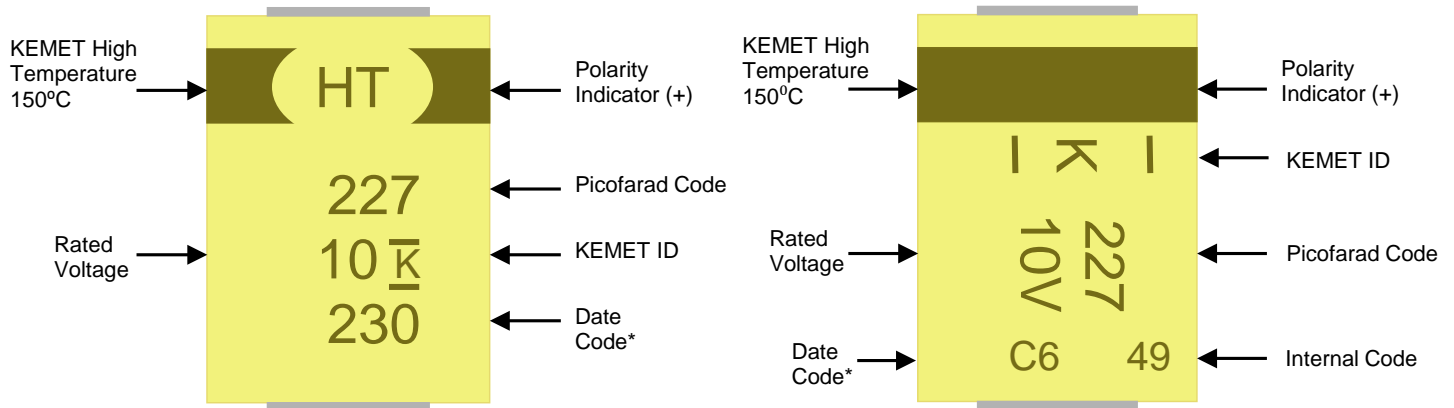 KEMET High
Temperature
150ºC
HT
Polarity
Indicator (+)
227
Picofarad Code
Rated
Voltage
10 K
KEMET ID
230
Date
Code*
KEMET High
Temperature
150⁰C
Polarity
Indicator (+)
K
KEMET ID
Rated
Voltage
227
10V
Picofarad Code
Date
Code*
C6 49
Internal Code